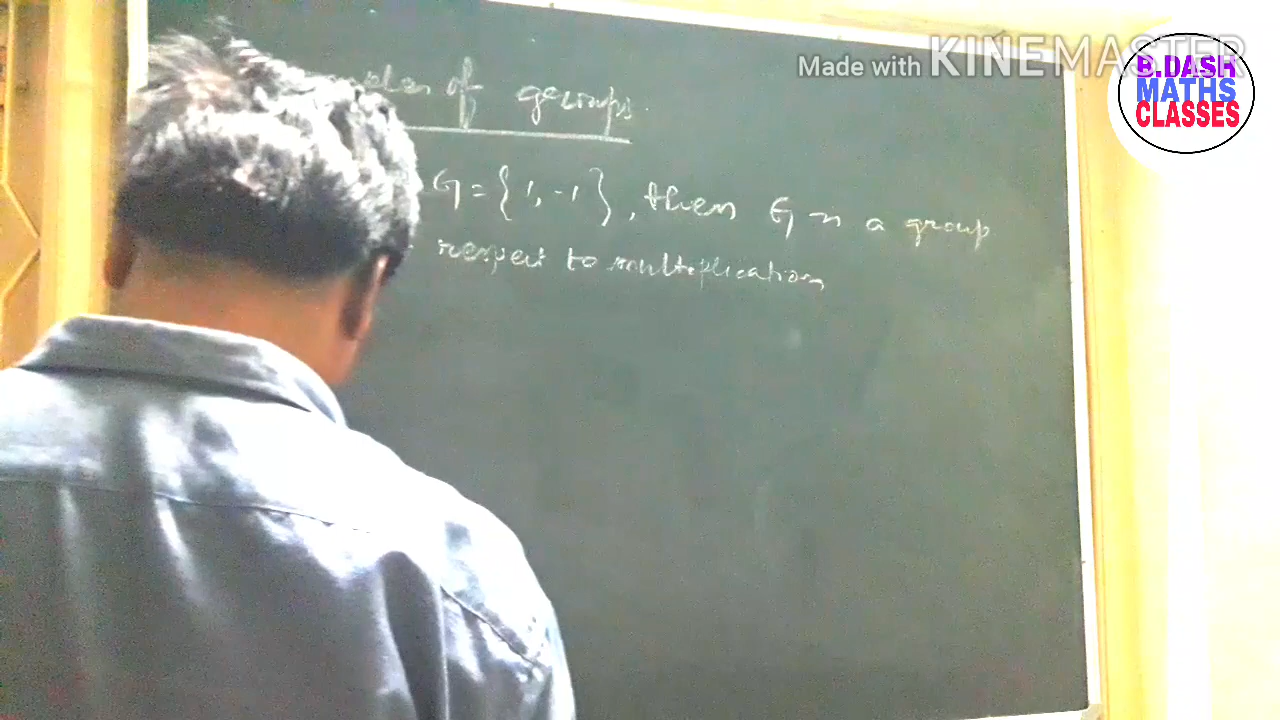 Made with KINEMASTER
B.DASH
MATHS
CLASSES
of groups
G = { 1, -1 }, then G is a group
respect to multiplication